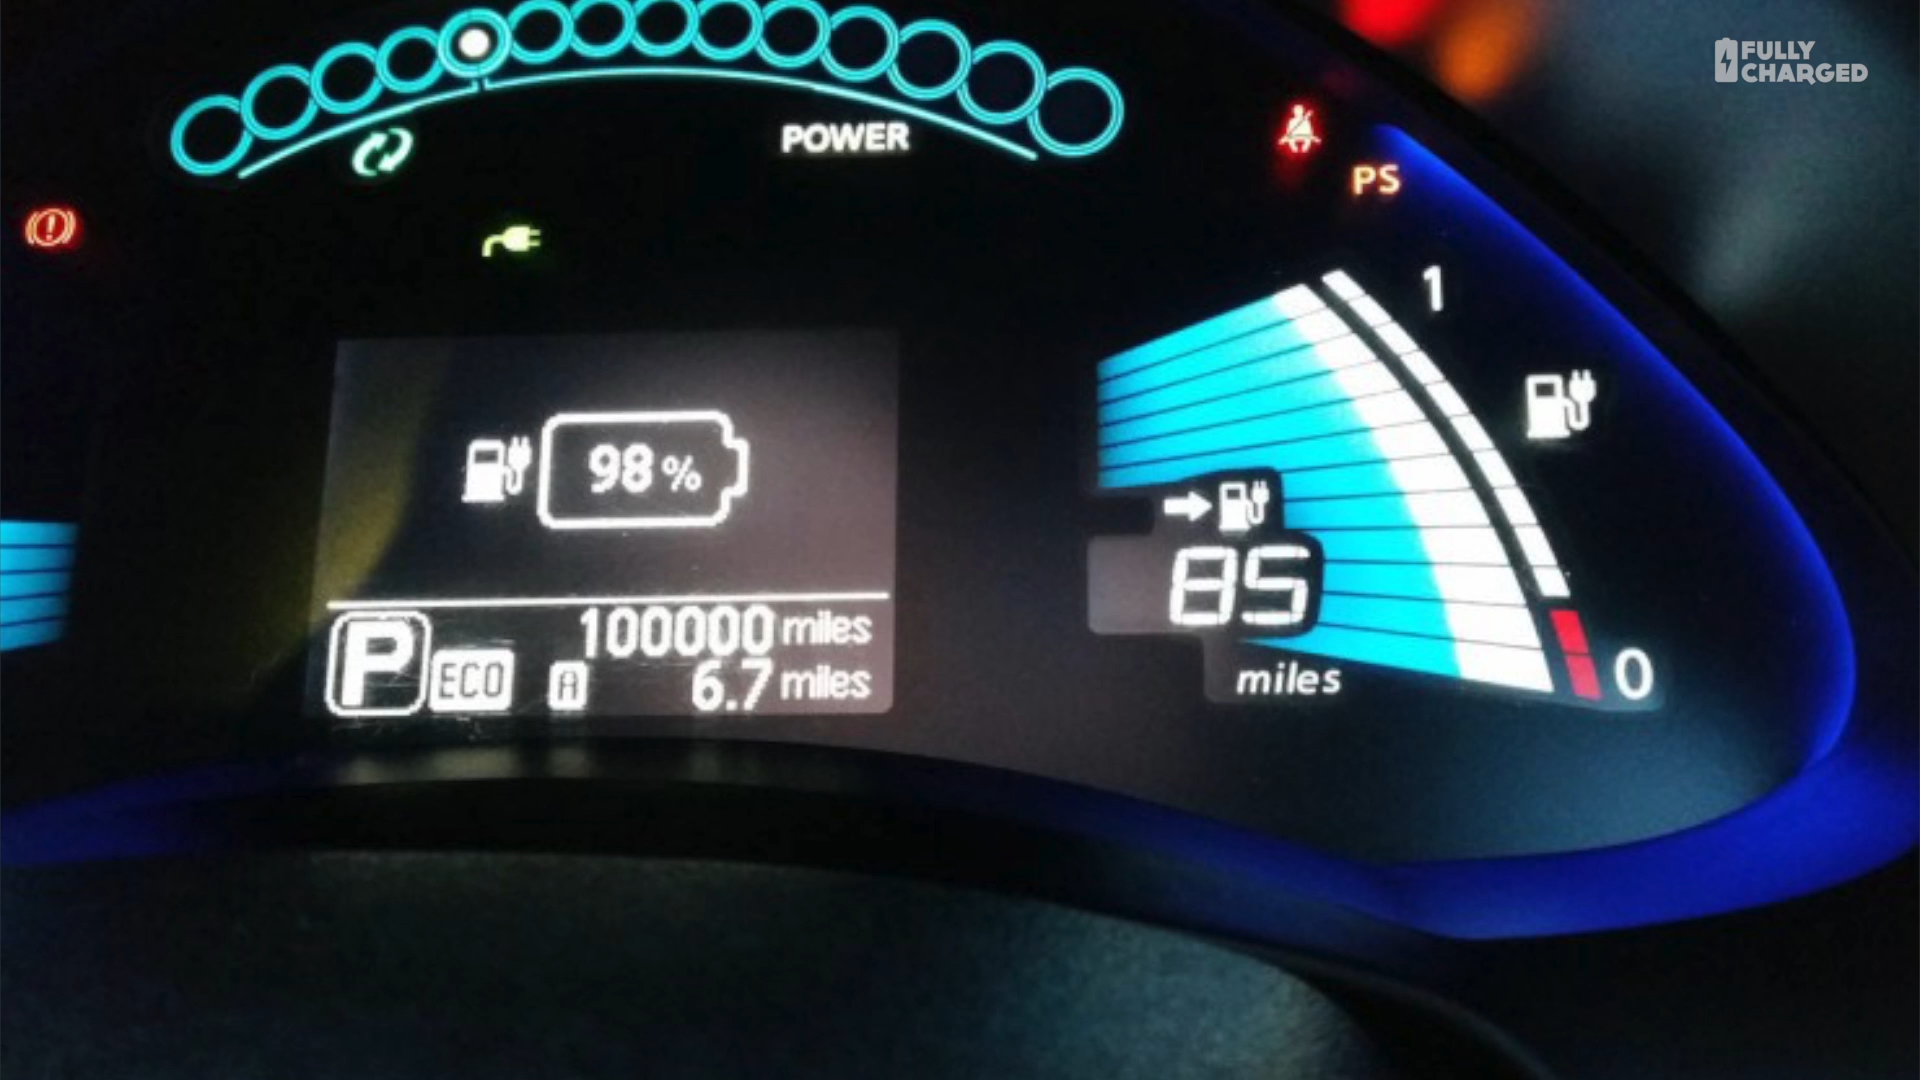 FULLY
CHARGED
POWER
PS
1
98%
85
miles
100000 miles
P ECO A 6.7 miles
0